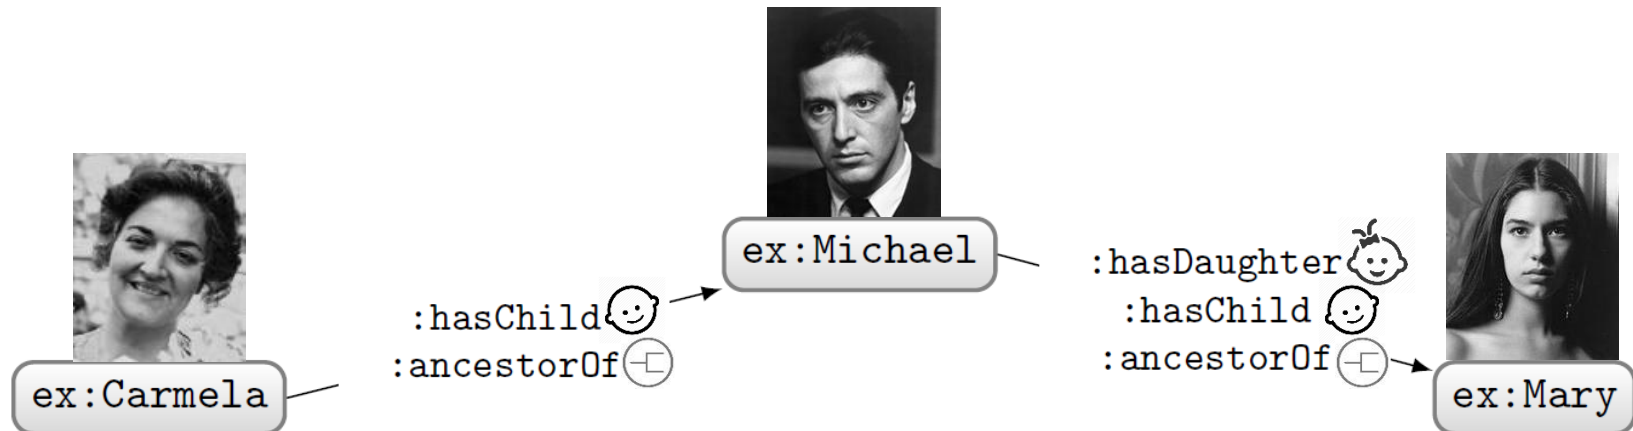 ex:Carmela
:hasChild
:ancestorOf
ex:Michael
:hasDaughter
:hasChild
:ancestorOf
ex:Mary